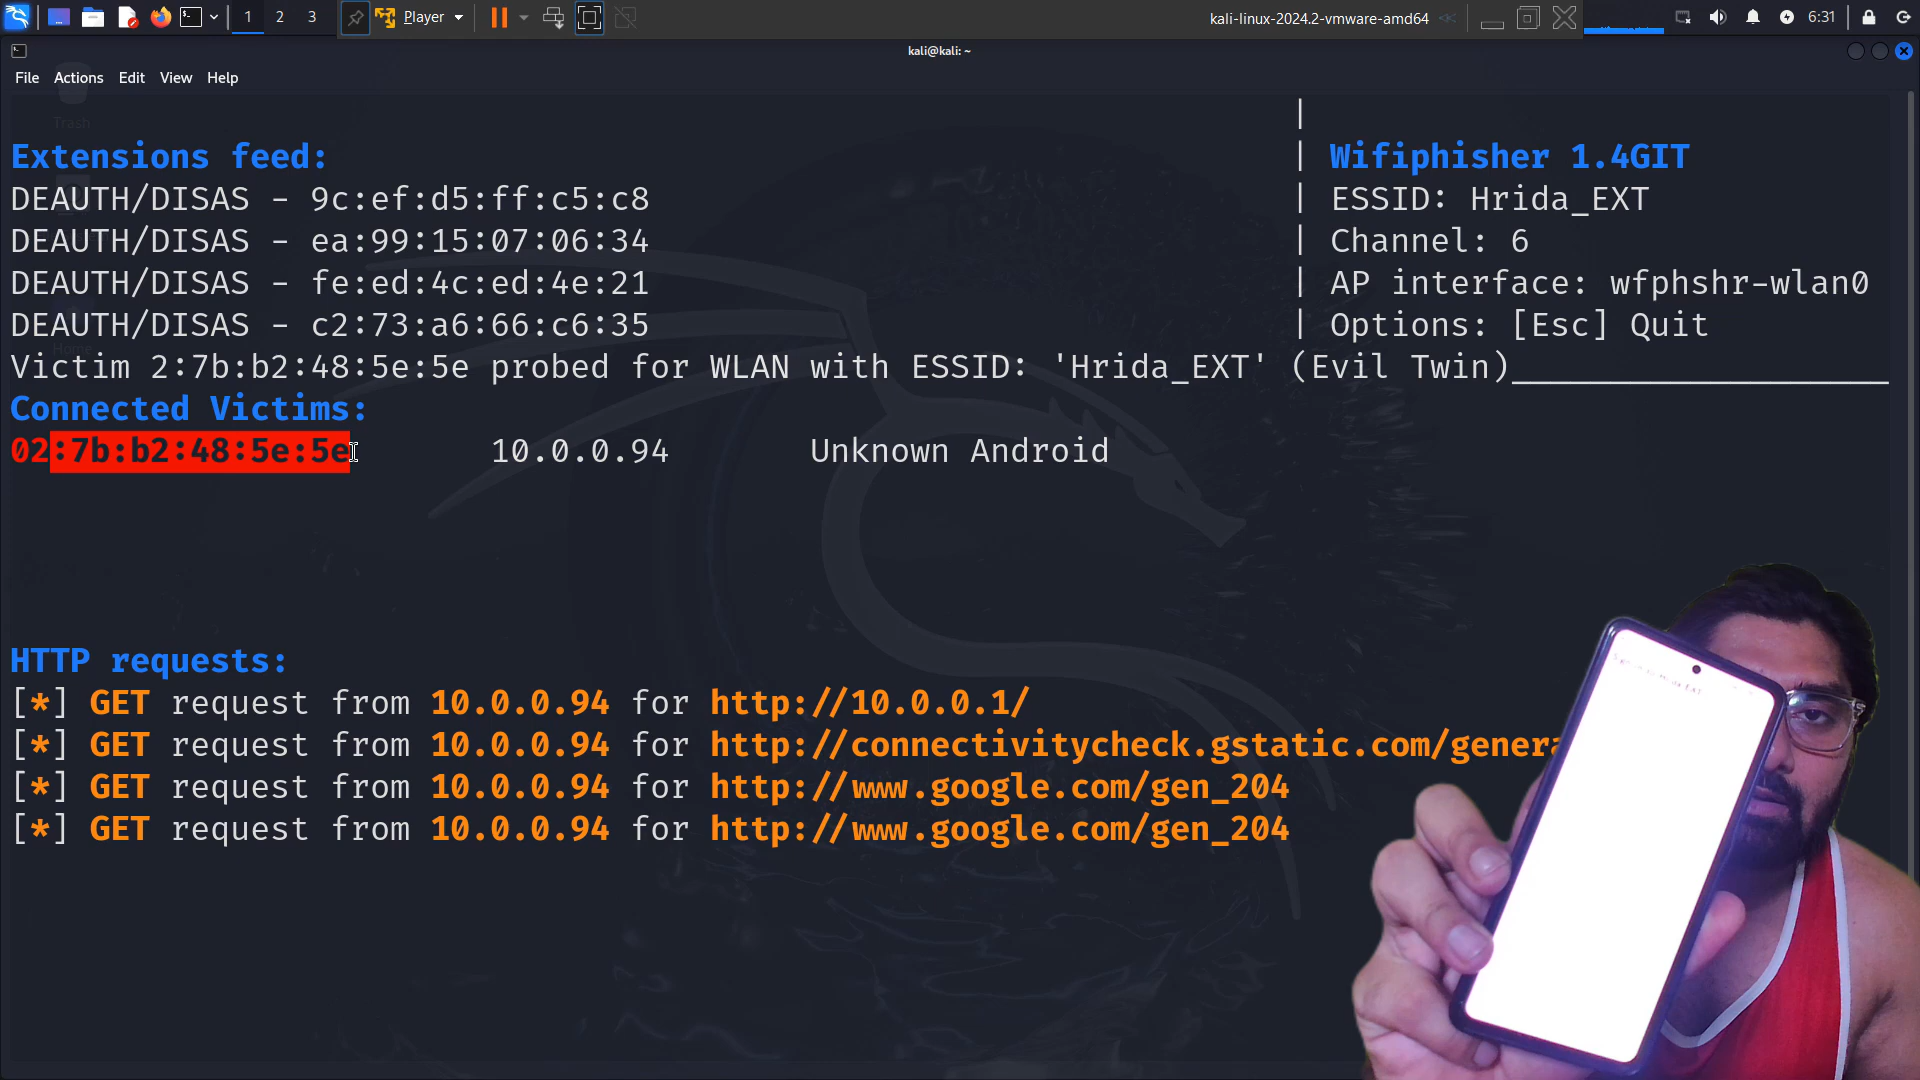 1 2 3 Player kali-linux-2024.2-vmware-amd64 6:31
kali@kali: ~
File Actions Edit View Help
Trash
Home
Extensions feed:
DEAUTH/DISAS - 9c:ef:d5:ff:c5:c8
DEAUTH/DISAS - ea:99:15:07:06:34
DEAUTH/DISAS - fe:ed:4c:ed:4e:21
DEAUTH/DISAS - c2:73:a6:66:c6:35
Victim 2:7b:b2:48:5e:5e probed for WLAN with ESSID: 'Hrida_EXT' (Evil Twin)
| Wifiphisher 1.4GIT
| ESSID: Hrida_EXT
| Channel: 6
| AP interface: wfphshr-wlan0
| Options: [Esc] Quit
Connected Victims:
02:7b:b2:48:5e:5e 10.0.0.94 Unknown Android
HTTP requests:
[*] GET request from 10.0.0.94 for http://10.0.0.1/
[*] GET request from 10.0.0.94 for http://connectivitycheck.gstatic.com/genera
[*] GET request from 10.0.0.94 for http://www.google.com/gen_204
[*] GET request from 10.0.0.94 for http://www.google.com/gen_204